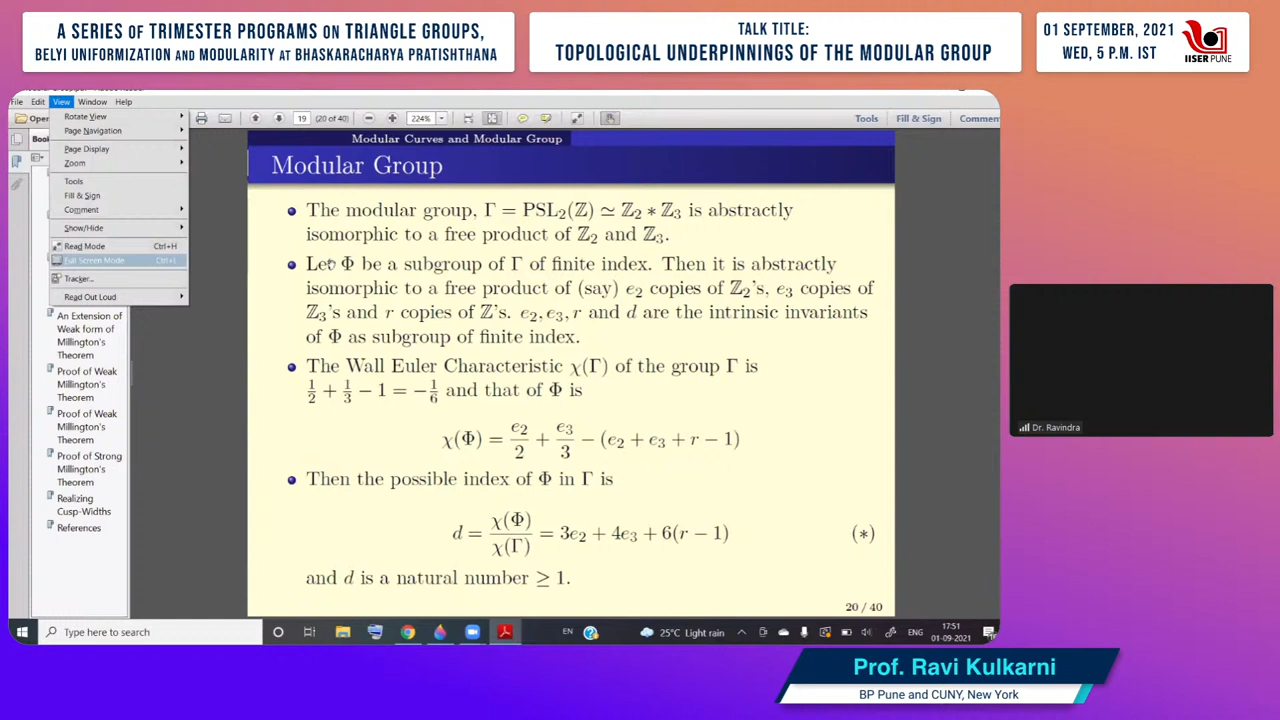 A SERIES OF TRIMESTER PROGRAMS ON TRIANGLE GROUPS,
BELYI UNIFORMIZATION AND MODULARITY AT BHASKARACHARYA PRATISHTHANA
TALK TITLE:
TOPOLOGICAL UNDERPINNINGS OF THE MODULAR GROUP
01 SEPTEMBER, 2021
WED, 5 P.M. IST
IISER PUNE
File Edit View Window Help
Open
19 (20 of 40) 224%
Tools Fill & Sign Comment
Rotate View
Page Navigation
Page Display
Zoom
Tools
Fill & Sign
Comment
Show/Hide
Read Mode Ctrl+H
Full Screen Mode Ctrl+L
Tracker...
Read Out Loud
An Extension of
Weak form of
Millington's
Theorem
Proof of Weak
Millington's
Theorem
Proof of Weak
Millington's
Theorem
Proof of Strong
Millington's
Theorem
Realizing
Cusp-Widths
References
Modular Curves and Modular Group
Modular Group
The modular group, Γ = PSL₂(ℤ) ≃ ℤ₂ ∗ ℤ₃ is abstractly
isomorphic to a free product of ℤ₂ and ℤ₃.
Let Φ be a subgroup of Γ of finite index. Then it is abstractly
isomorphic to a free product of (say) e₂ copies of ℤ₂'s, e₃ copies of
ℤ₃'s and r copies of ℤ's. e₂, e₃, r and d are the intrinsic invariants
of Φ as subgroup of finite index.
The Wall Euler Characteristic χ(Γ) of the group Γ is
1/2 + 1/3 − 1 = −1/6 and that of Φ is
χ(Φ) = e₂/2 + e₃/3 − (e₂ + e₃ + r − 1)
Then the possible index of Φ in Γ is
d = χ(Φ)/χ(Γ) = 3e₂ + 4e₃ + 6(r − 1) (∗)
and d is a natural number ≥ 1.
20 / 40
Dr. Ravindra
Type here to search
EN
25°C Light rain
ENG
17:51
01-09-2021
Prof. Ravi Kulkarni
BP Pune and CUNY, New York